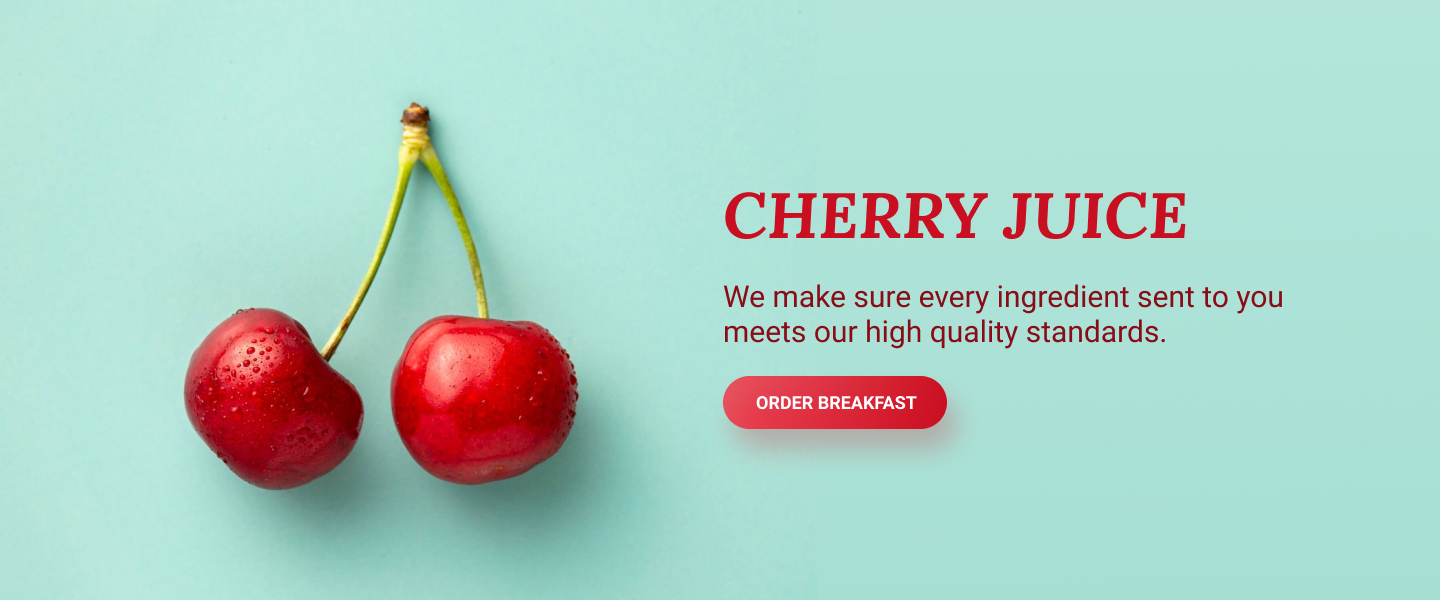 CHERRY JUICE
We make sure every ingredient sent to you
meets our high quality standards.
ORDER BREAKFAST